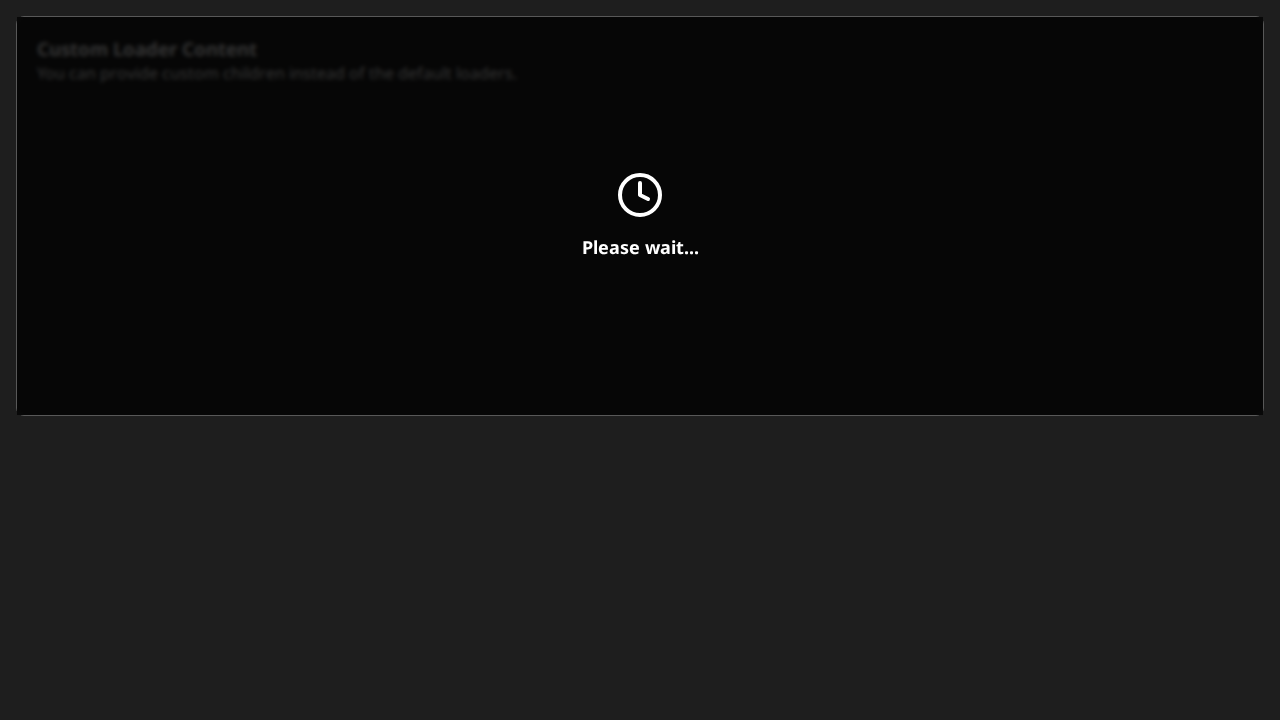 Custom Loader Content
You can provide custom children instead of the default loaders.
Please wait...